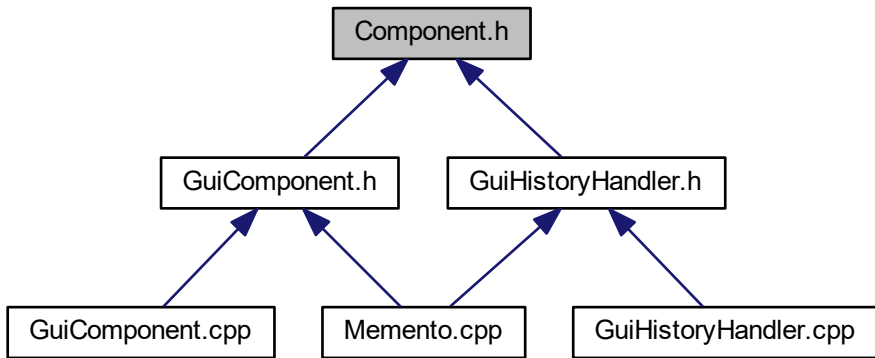 Component.h
GuiComponent.h
GuiHistoryHandler.h
GuiComponent.cpp
Memento.cpp
GuiHistoryHandler.cpp